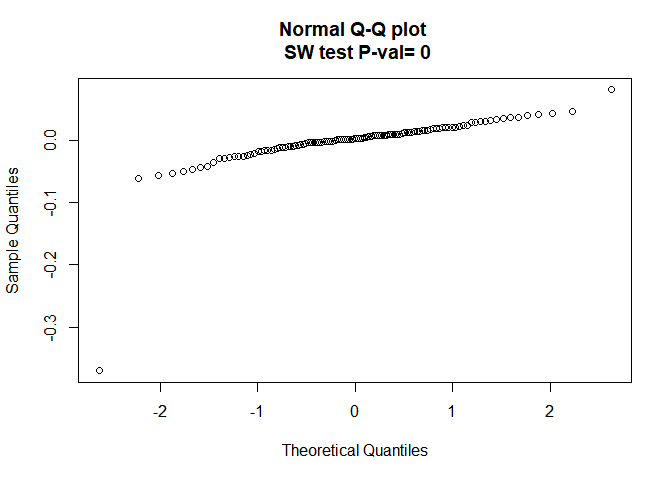 Normal Q-Q plot
SW test P-val= 0
0.0
-0.1
-0.2
-0.3
Sample Quantiles
-2 -1 0 1 2
Theoretical Quantiles